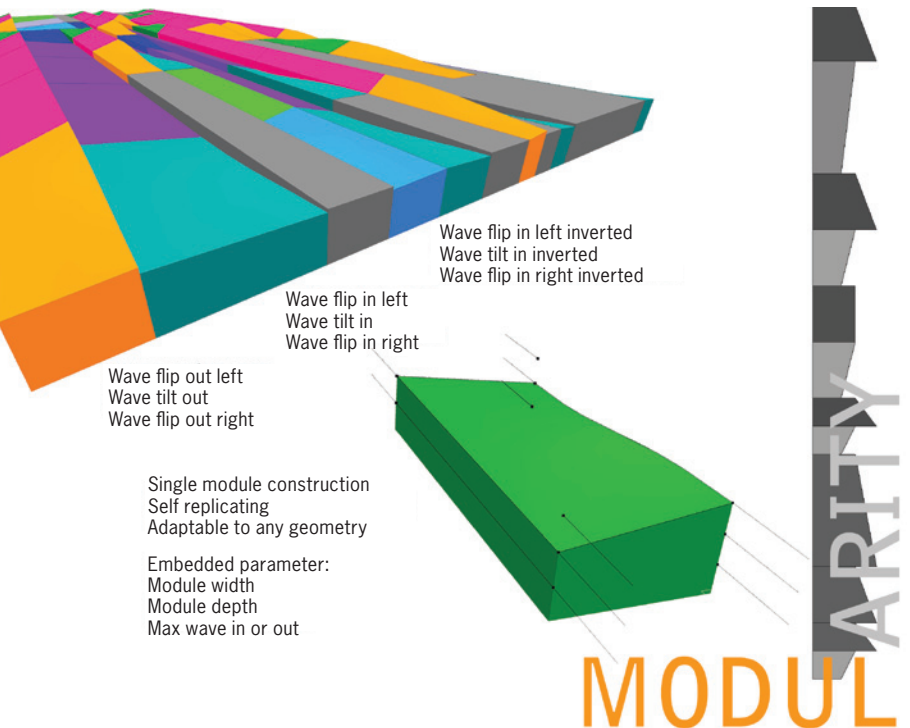 Wave flip in left inverted
Wave tilt in inverted
Wave flip in right inverted
Wave flip in left
Wave tilt in
Wave flip in right
Wave flip out left
Wave tilt out
Wave flip out right
Single module construction
Self replicating
Adaptable to any geometry
Embedded parameter:
Module width
Module depth
Max wave in or out
MODUL
ARITY